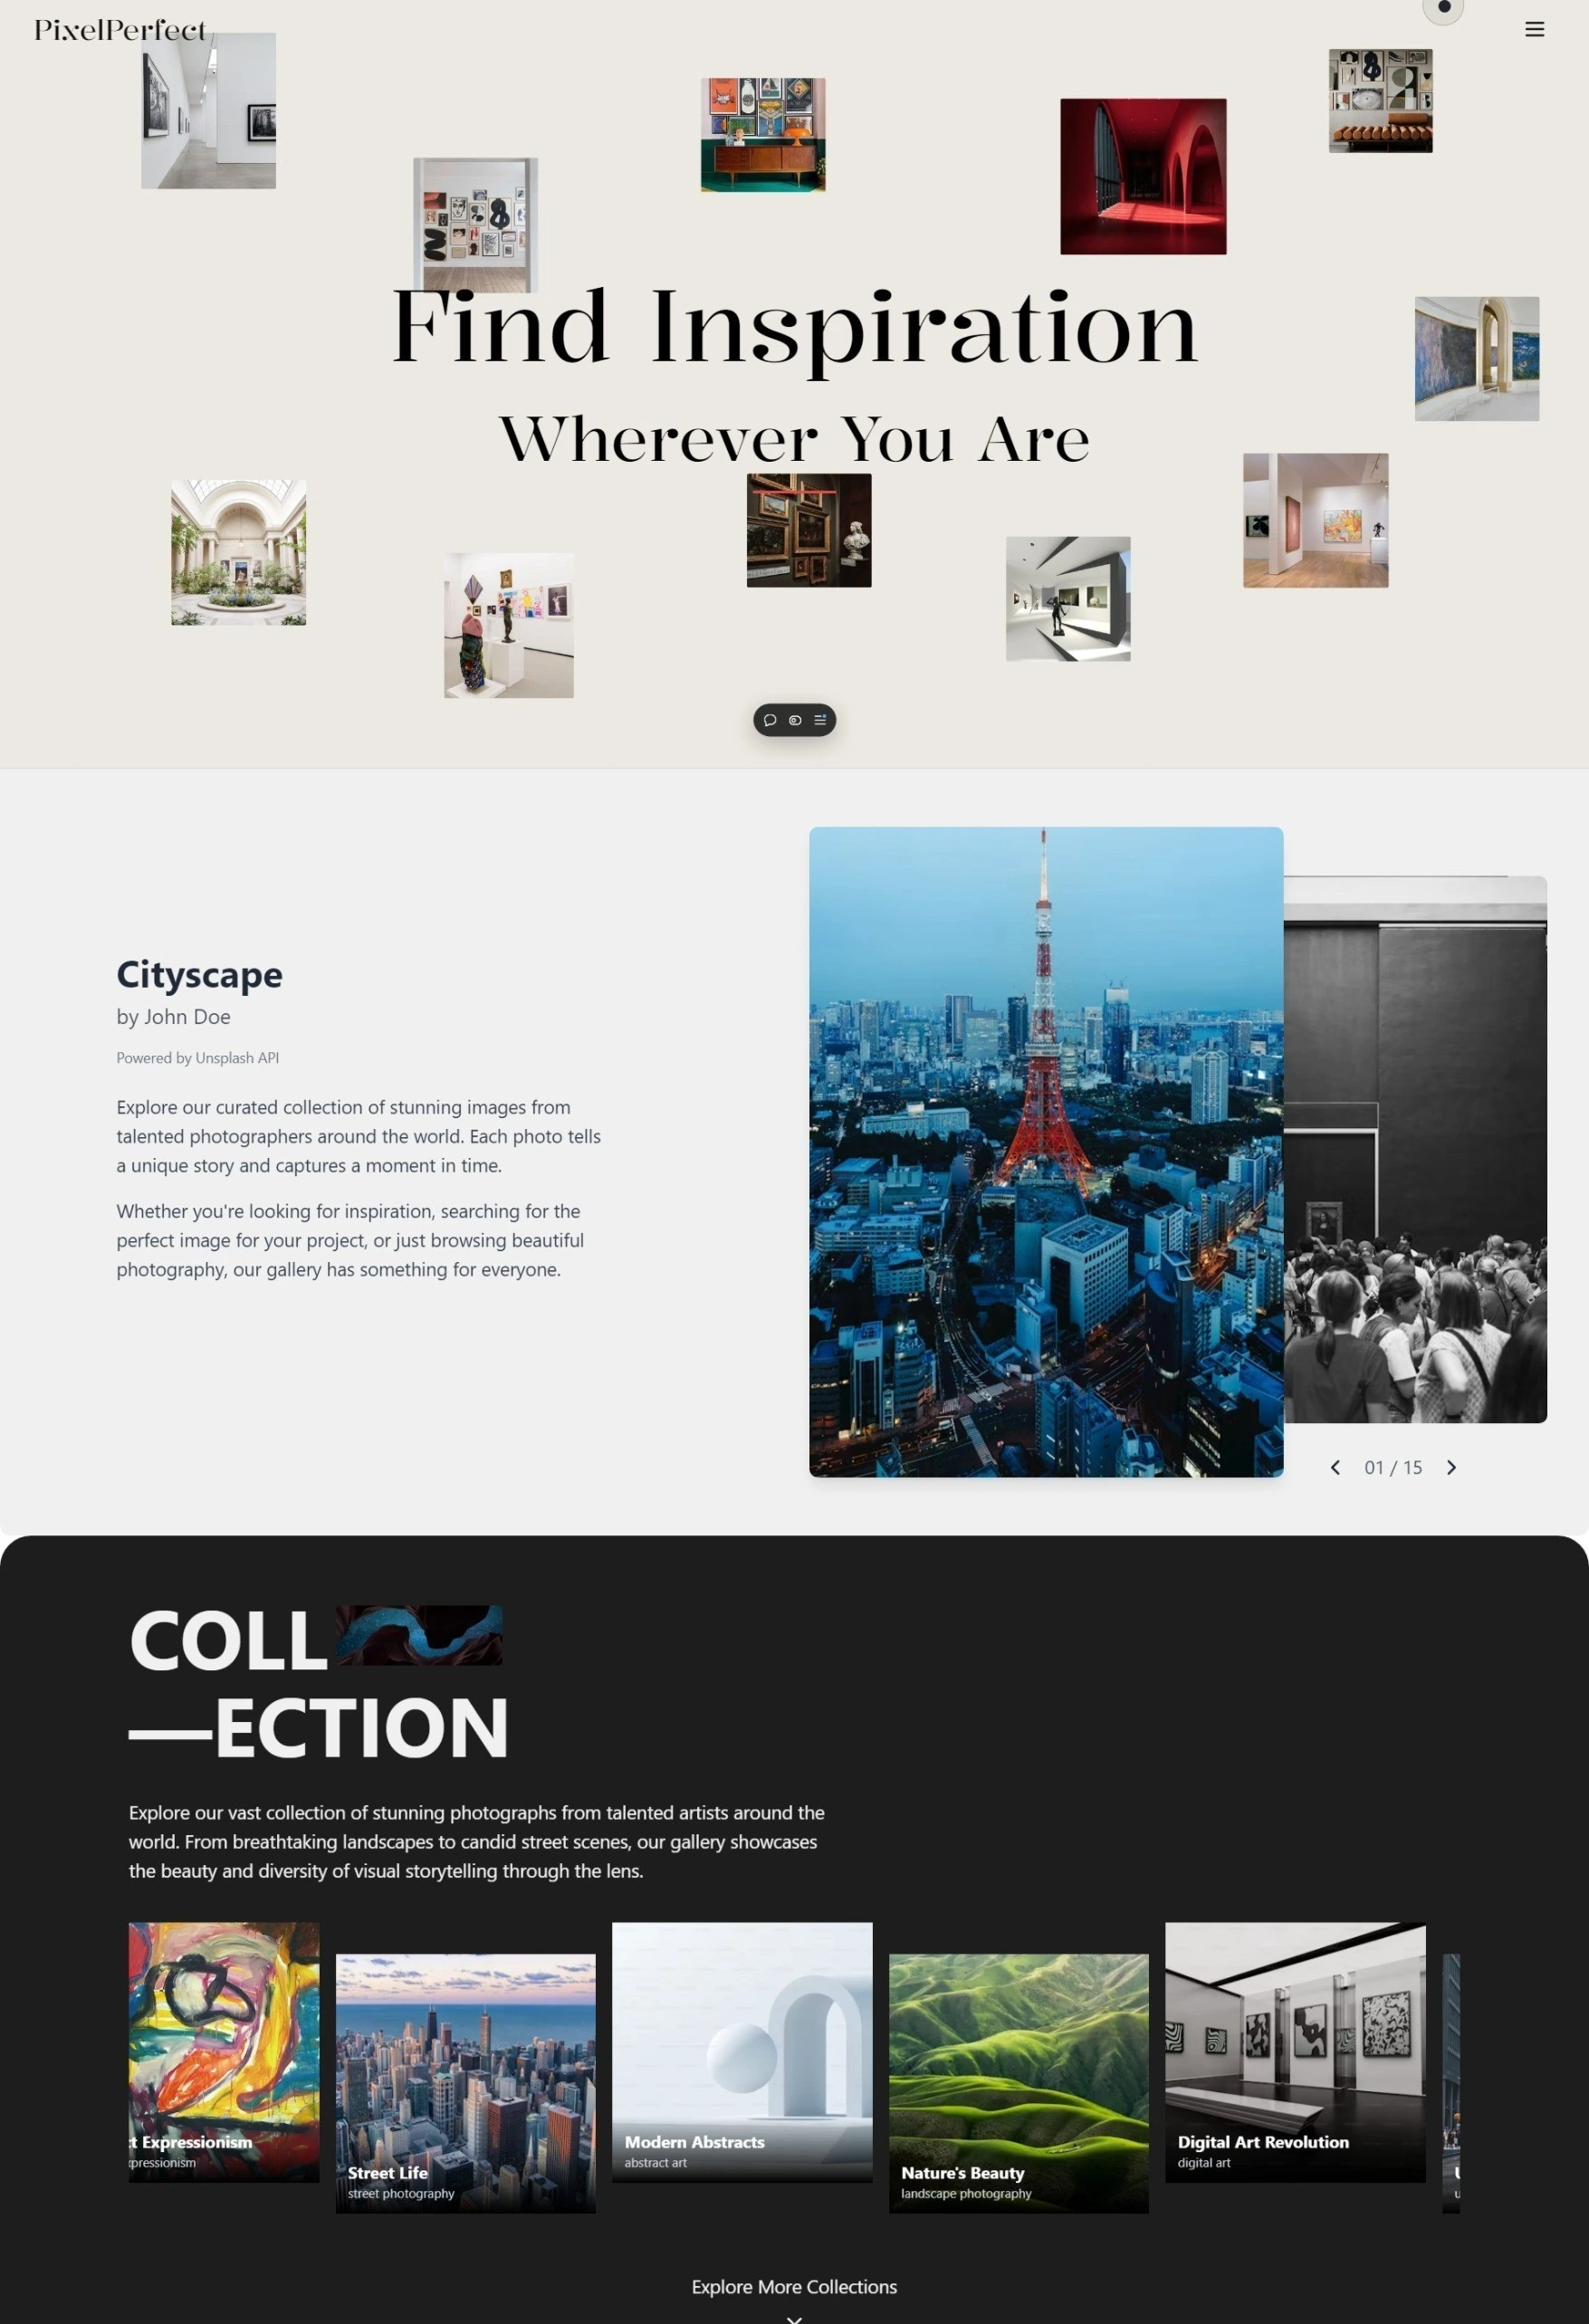 PixelPerfect
Find Inspiration
Wherever You Are
Cityscape
by John Doe
Powered by Unsplash API
Explore our curated collection of stunning images from
talented photographers around the world. Each photo tells
a unique story and captures a moment in time.
Whether you're looking for inspiration, searching for the
perfect image for your project, or just browsing beautiful
photography, our gallery has something for everyone.
01 / 15
COLL
—ECTION
Explore our vast collection of stunning photographs from talented artists around the
world. From breathtaking landscapes to candid street scenes, our gallery showcases
the beauty and diversity of visual storytelling through the lens.
t Expressionism
pressionism
Street Life
street photography
Modern Abstracts
abstract art
Nature's Beauty
landscape photography
Digital Art Revolution
digital art
Explore More Collections